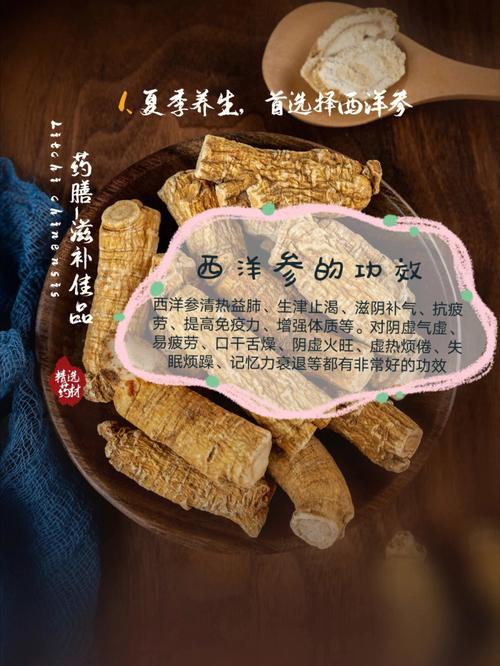 夏季养生，首选择西洋参
Litchi chinensis
药膳-滋补佳品
精选
药材
西洋参的功效
西洋参清热益肺、生津止渴、滋阴补气、抗疲
劳、提高免疫力、增强体质等。对阴虚气虚、
易疲劳、口干舌燥、阴虚火旺、虚热烦倦、失
眠烦躁、记忆力衰退等都有非常好的功效